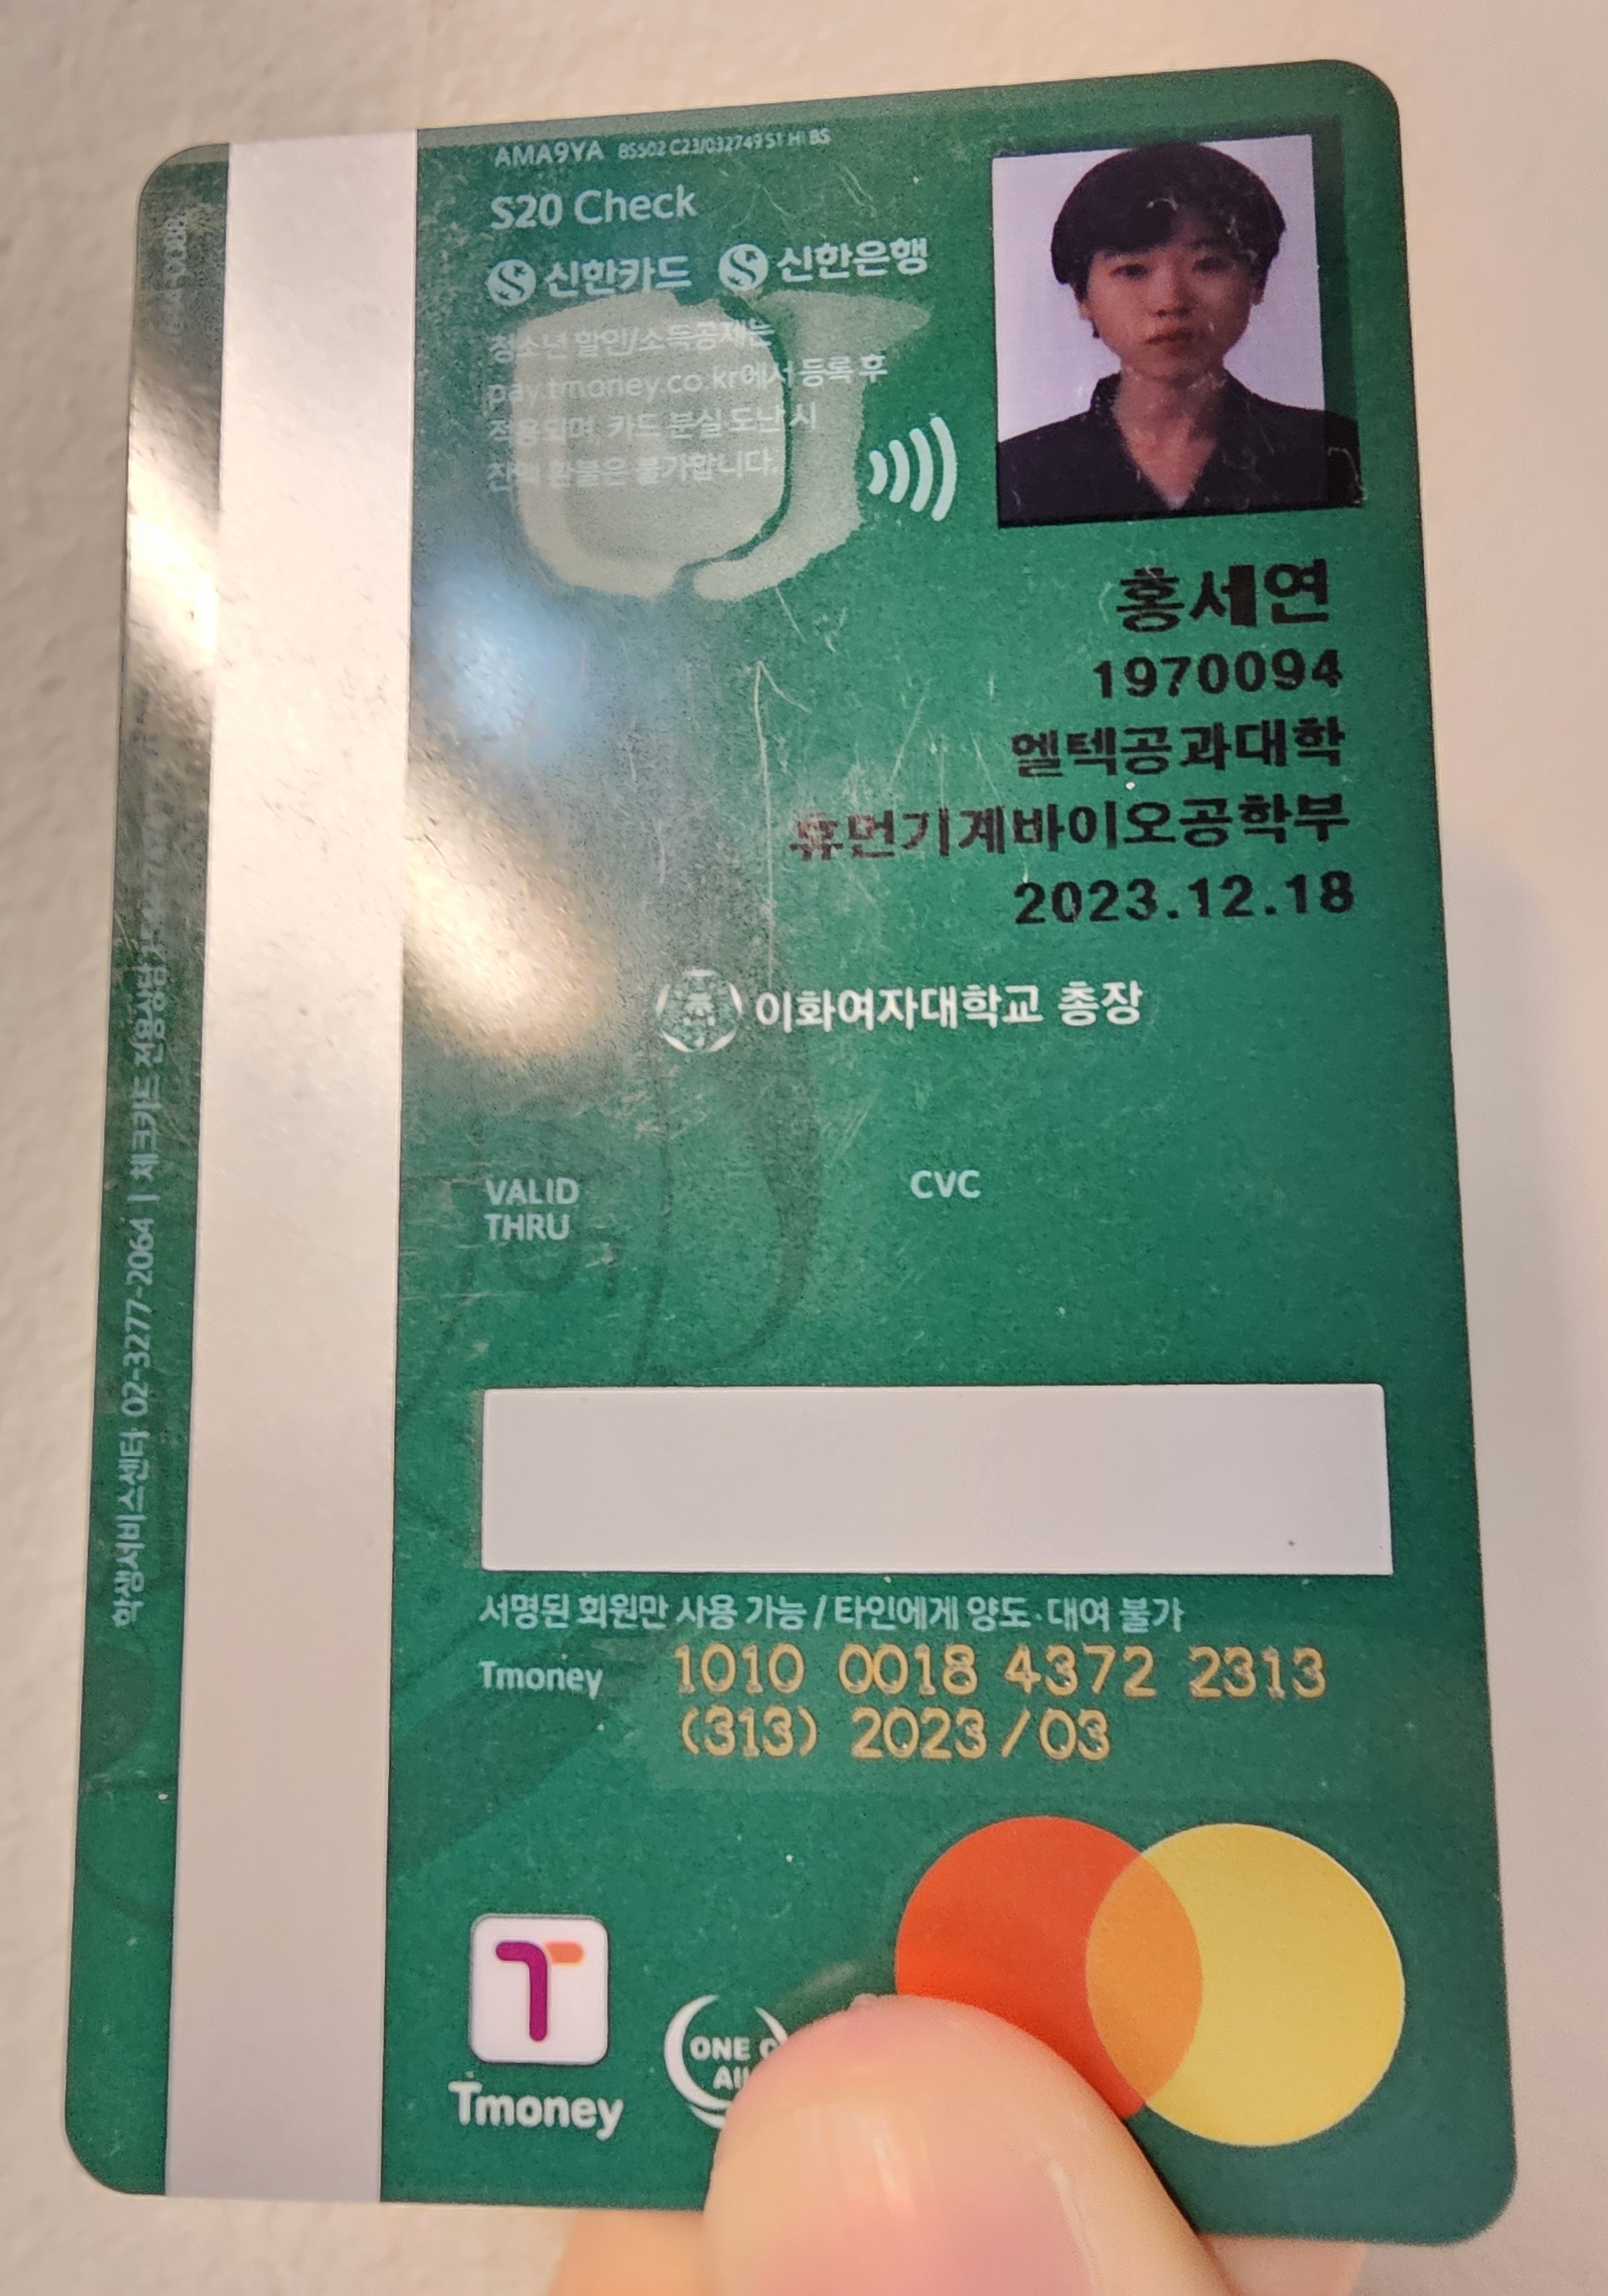 AMA9YA BS502 C23/032749 S1 HI BS
S20 Check
신한카드 신한은행
청소년 할인/소득공제는
pay.tmoney.co.kr에서 등록 후
적용되며, 카드 분실 도난 시
잔액 환불은 불가합니다.
홍세연
1970094
엘텍공과대학
휴먼기계바이오공학부
2023.12.18
이화여자대학교 총장
VALID
THRU
CVC
서명된 회원만 사용 가능 / 타인에게 양도·대여 불가
Tmoney 1010 0018 4372 2313
(313) 2023/03
T
Tmoney
ONE
학생서비스센터 02-3277-2064 | 체크카드 전용상담